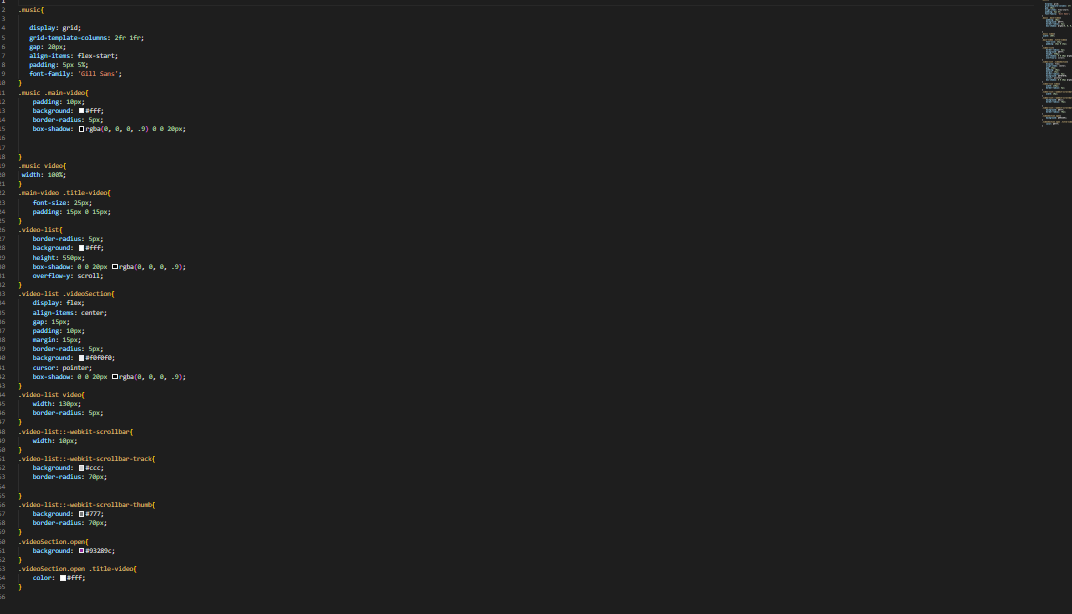 .music{
display: grid;
grid-template-columns: 2fr 1fr;
gap: 20px;
align-items: flex-start;
padding: 5px 5%;
font-family: 'Gill Sans';
}
.music .main-video{
padding: 10px;
background: #fff;
border-radius: 5px;
box-shadow: rgba(0, 0, 0, .9) 0 0 20px;
}
.music video{
width: 100%;
}
.main-video .title-video{
font-size: 25px;
padding: 15px 0 15px;
}
.video-list{
border-radius: 5px;
background: #fff;
height: 550px;
box-shadow: 0 0 20px rgba(0, 0, 0, .9);
overflow-y: scroll;
}
.video-list .videoSection{
display: flex;
align-items: center;
gap: 15px;
padding: 10px;
margin: 15px;
border-radius: 5px;
background: #f0f0f0;
cursor: pointer;
box-shadow: 0 0 20px rgba(0, 0, 0, .9);
}
.video-list video{
width: 130px;
border-radius: 5px;
}
.video-list::-webkit-scrollbar{
width: 10px;
}
.video-list::-webkit-scrollbar-track{
background: #ccc;
border-radius: 70px;
}
.video-list::-webkit-scrollbar-thumb{
background: #777;
border-radius: 70px;
}
.videoSection.open{
background: #93289c;
}
.videoSection.open .title-video{
color: #fff;
}